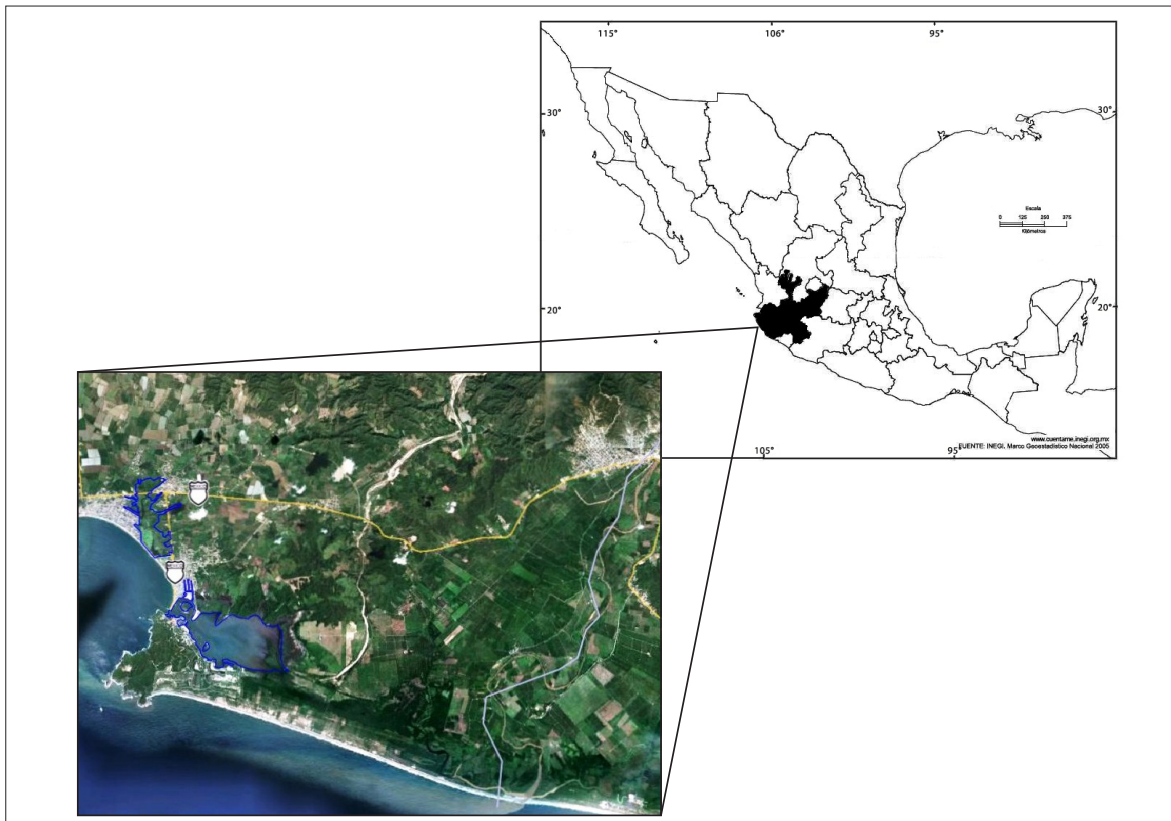 115° 106° 95°
30° 30°
Escala
0 125 250 375
Kilómetros
20° 20°
www.cuentame.inegi.org.mx
FUENTE: INEGI, Marco Geoestadístico Nacional 2005
105° 95°